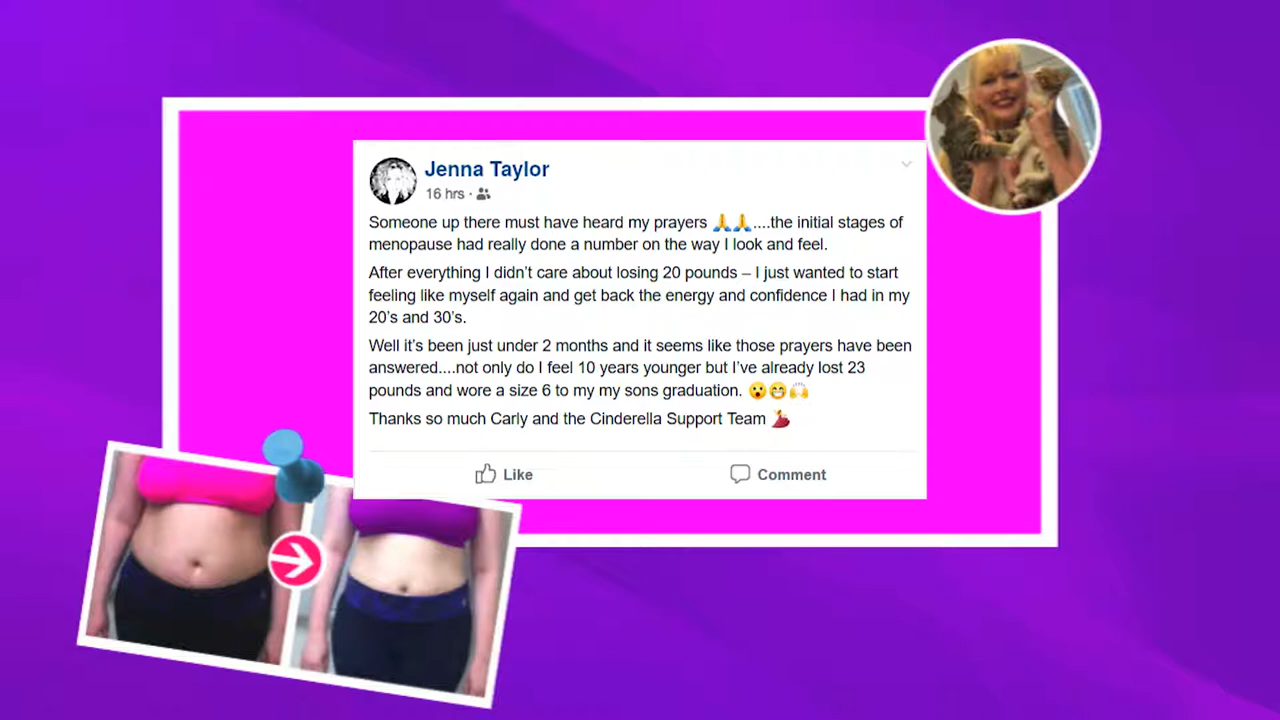 Jenna Taylor
16 hrs ·
Someone up there must have heard my prayers 🙏🙏....the initial stages of
menopause had really done a number on the way I look and feel.
After everything I didn’t care about losing 20 pounds – I just wanted to start
feeling like myself again and get back the energy and confidence I had in my
20’s and 30’s.
Well it’s been just under 2 months and it seems like those prayers have been
answered....not only do I feel 10 years younger but I’ve already lost 23
pounds and wore a size 6 to my my sons graduation. 😮😁🙌
Thanks so much Carly and the Cinderella Support Team 💃
Like
Comment